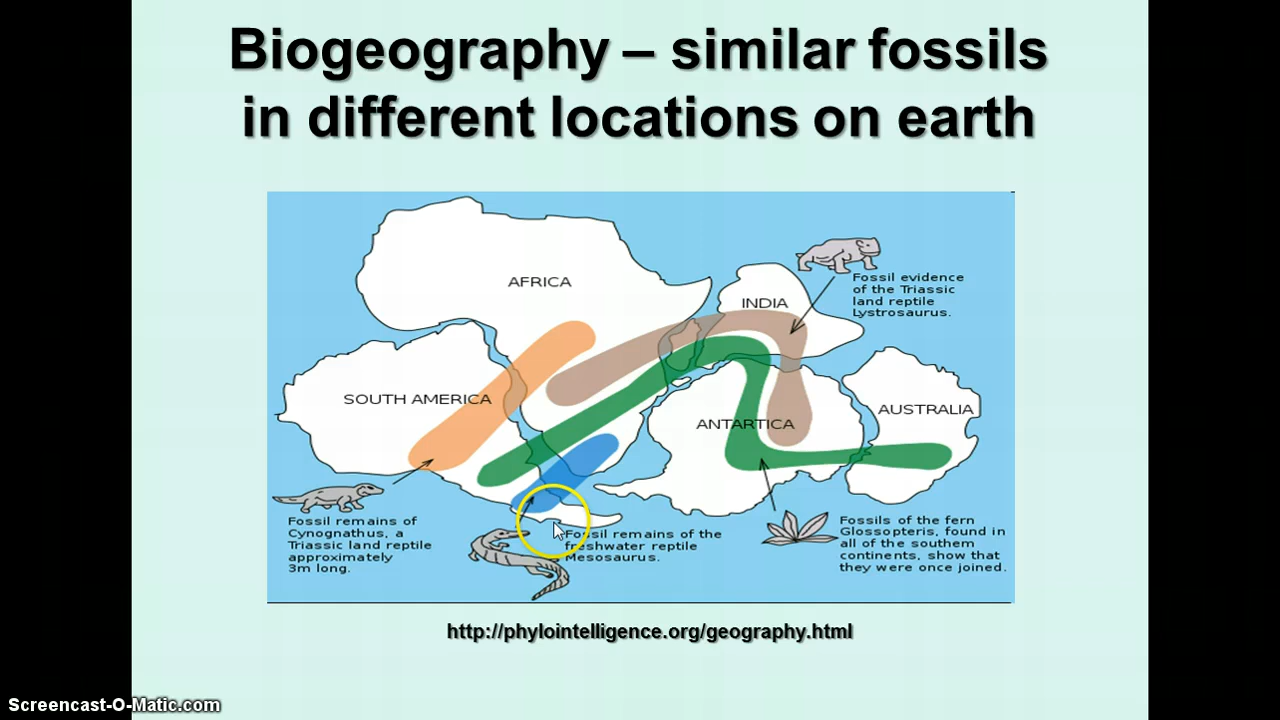 Biogeography – similar fossils
in different locations on earth
AFRICA
INDIA
Fossil evidence
of the Triassic
land reptile
Lystrosaurus.
SOUTH AMERICA
ANTARTICA
AUSTRALIA
Fossil remains of
Cynognathus, a
Triassic land reptile
approximately
3m long.
Fossil remains of the
freshwater reptile
Mesosaurus.
Fossils of the fern
Glossopteris, found in
all of the southern
continents, show that
they were once joined.
http://phylointelligence.org/geography.html
Screencast-O-Matic.com